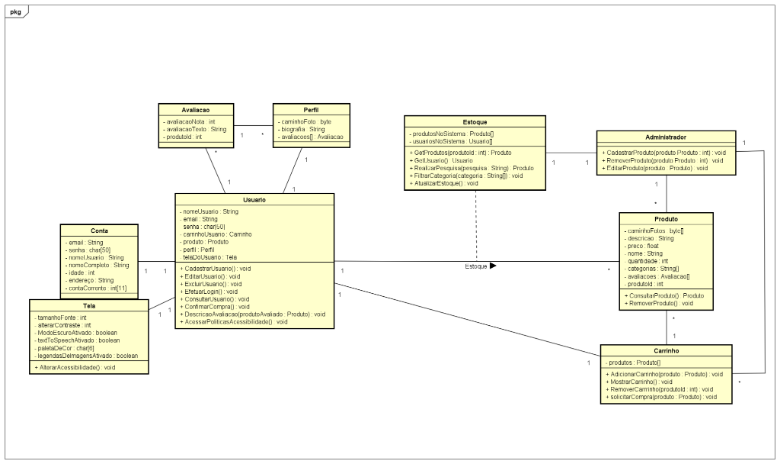 pkg
Avaliacao
- avaliacaoNota : int
- avaliacaoTexto : String
- produtoId : int
Perfil
- caminhoFoto : byte
- biografia : String
- avaliacoes[] : Avaliacao
1
*
*
1
Estoque
- produtosNoSistema : Produto[]
- usuariosNoSistema : Usuario[]
+ GetProdutos(produtoId : int) : Produto
+ GetUsuario() : Usuario
+ RealizarPesquisa(pesquisa : String) : Produto
+ FiltrarCategoria(categoria : String[]) : void
+ AtualizarEstoque() : void
1
1
Administrador
+ CadastrarProduto(produto Produto : int) : void
+ RemoverProduto(produto Produto : int) : void
+ EditarProduto(produto : Produto) : void
1
1
*
Usuario
- nomeUsuario : String
- email : String
- senha : char[50]
- carrinhoUsuario : Carrinho
- produto : Produto
- perfil : Perfil
- telaDoUsuario : Tela
+ CadastrarUsuario() : void
+ EditarUsuario() : void
+ ExcluirUsuario() : void
+ EfetuarLogin() : void
+ ConsultarUsuario() : void
+ ConfirmarCompra() : void
+ DescricaoAvaliacao(produtoAvaliado : Produto) : void
+ AcessarPoliticasAcessibilidade() : void
1
1
Conta
- email : String
- senha : char[50]
- nomeUsuario : String
- nomeCompleto : String
- idade : int
- endereço : String
- contaCorrente : int[11]
1
1
Tela
- tamanhoFonte : int
- alterarContraste : int
- ModoEscuroAtivado : boolean
- textToSpeechAtivado : boolean
- paletaDeCor : char[6]
- legendasDeImagensAtivado : boolean
+ AlterarAcessibilidade() : void
1
1
Produto
- caminhoFotos : byte[]
- descricao : String
- preco : float
- nome : String
- quantidade : int
- categorias : String[]
- avaliacoes : Avaliacoes[]
- produtoId : int
+ ConsultarProduto() : Produto
+ RemoverProduto() : void
1
Estoque
*
1
*
*
Carrinho
- produtos : Produto[]
+ AdicionarCarrinho(produto : Produto) : void
+ MostrarCarrinho() : void
+ RemoverCarrinho(produtoId : int) : void
+ solicitarCompra(produto : Produto) : void
1
1
*